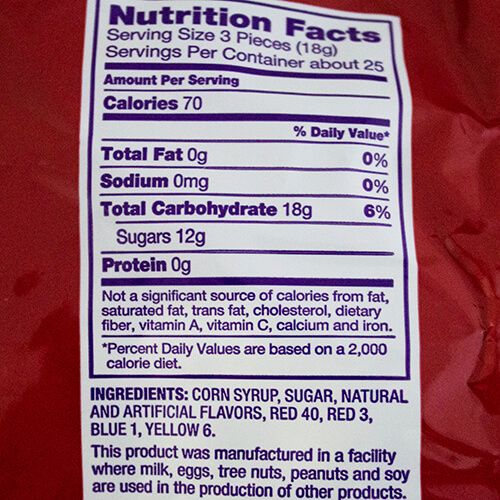 Nutrition Facts
Serving Size 3 Pieces (18g)
Servings Per Container about 25
Amount Per Serving
Calories 70
% Daily Value*
Total Fat 0g 0%
Sodium 0mg 0%
Total Carbohydrate 18g 6%
Sugars 12g
Protein 0g
Not a significant source of calories from fat,
saturated fat, trans fat, cholesterol, dietary
fiber, vitamin A, vitamin C, calcium and iron.
*Percent Daily Values are based on a 2,000
calorie diet.
INGREDIENTS: CORN SYRUP, SUGAR, NATURAL
AND ARTIFICIAL FLAVORS, RED 40, RED 3,
BLUE 1, YELLOW 6.
This product was manufactured in a facility
where milk, eggs, tree nuts, peanuts and soy
are used in the production of other products.